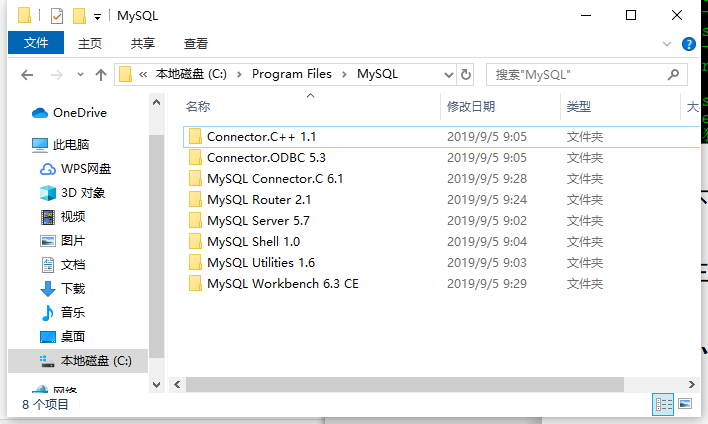 MySQL
文件 主页 共享 查看
« 本地磁盘 (C:) Program Files MySQL 搜索"MySQL"
名称 修改日期 类型
OneDrive
此电脑
WPS网盘
3D 对象
视频
图片
文档
下载
音乐
桌面
本地磁盘 (C:)
Connector.C++ 1.1 2019/9/5 9:05 文件夹
Connector.ODBC 5.3 2019/9/5 9:05 文件夹
MySQL Connector.C 6.1 2019/9/5 9:28 文件夹
MySQL Router 2.1 2019/9/5 9:24 文件夹
MySQL Server 5.7 2019/9/5 9:02 文件夹
MySQL Shell 1.0 2019/9/5 9:04 文件夹
MySQL Utilities 1.6 2019/9/5 9:03 文件夹
MySQL Workbench 6.3 CE 2019/9/5 9:29 文件夹
8 个项目